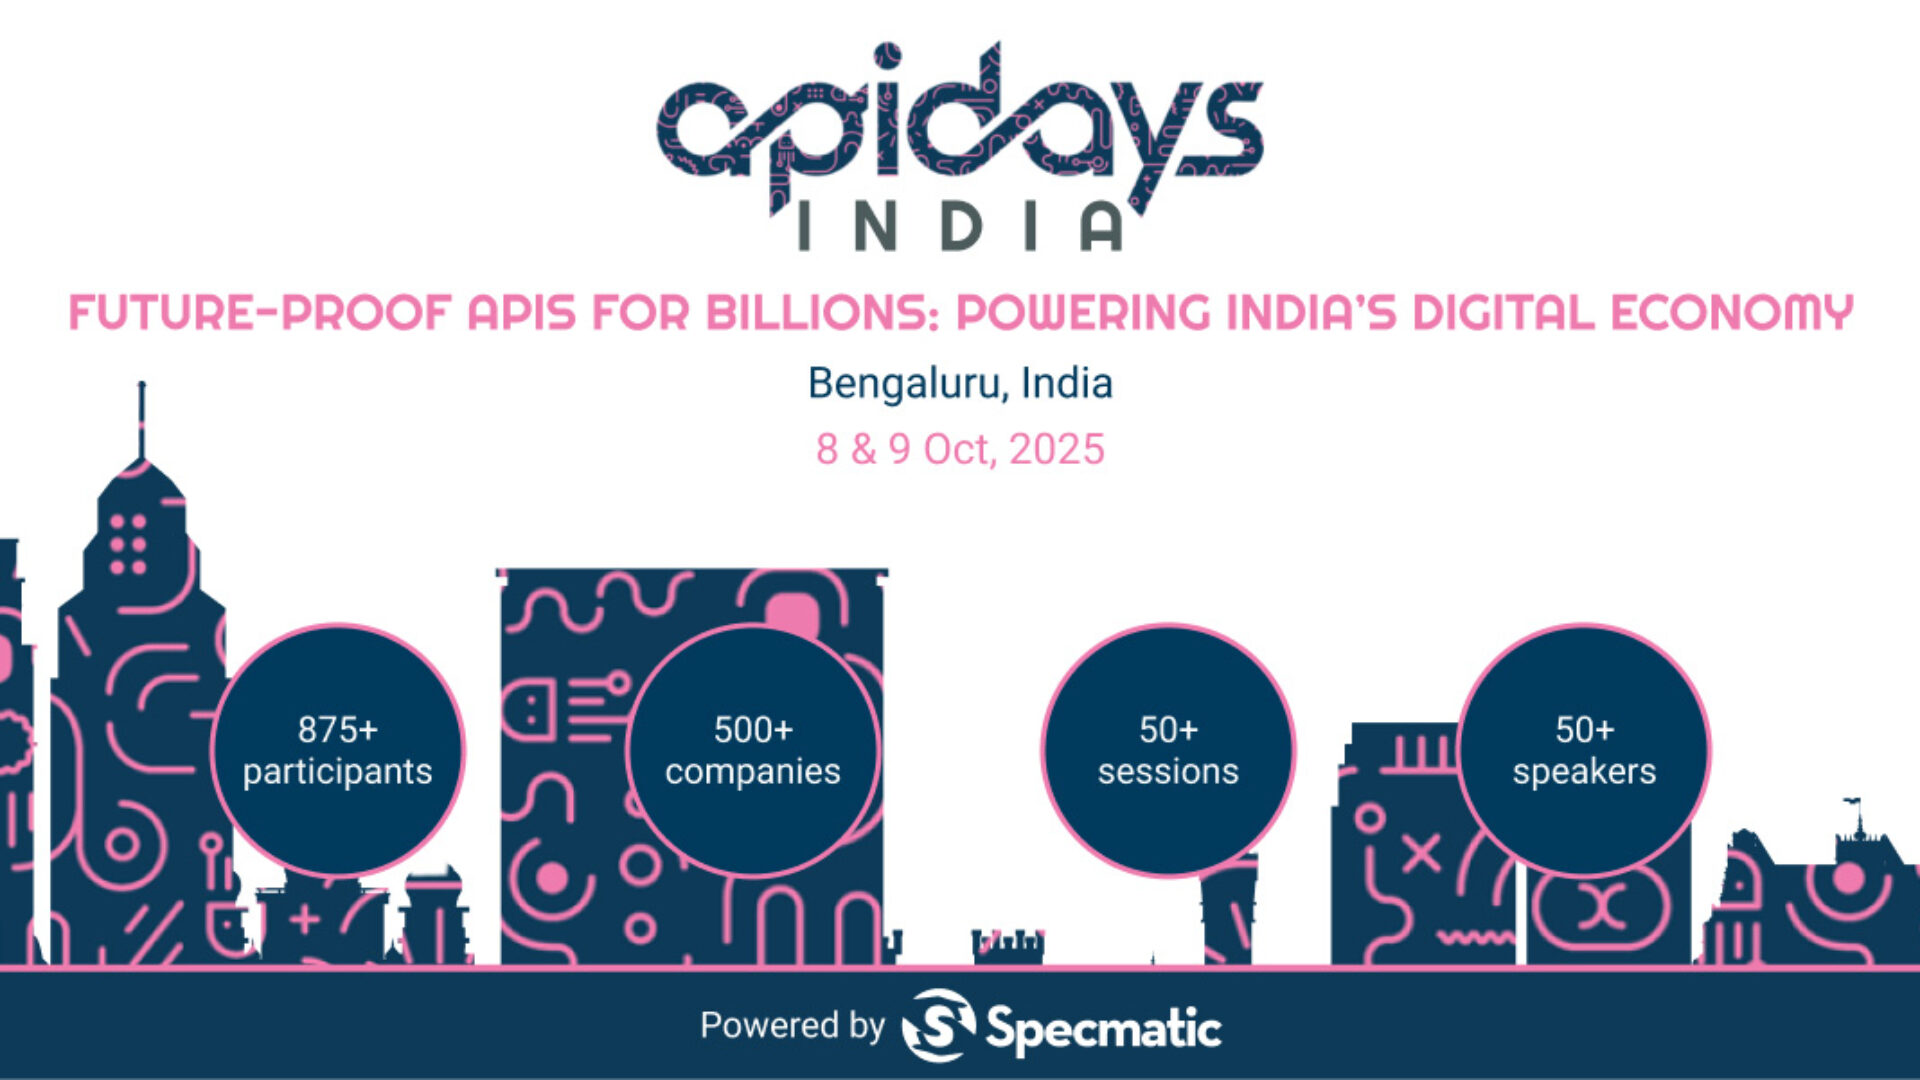 apidays
INDIA
FUTURE-PROOF APIS FOR BILLIONS: POWERING INDIA'S DIGITAL ECONOMY
Bengaluru, India
8 & 9 Oct, 2025
875+
participants
500+
companies
50+
sessions
50+
speakers
Powered by Specmatic